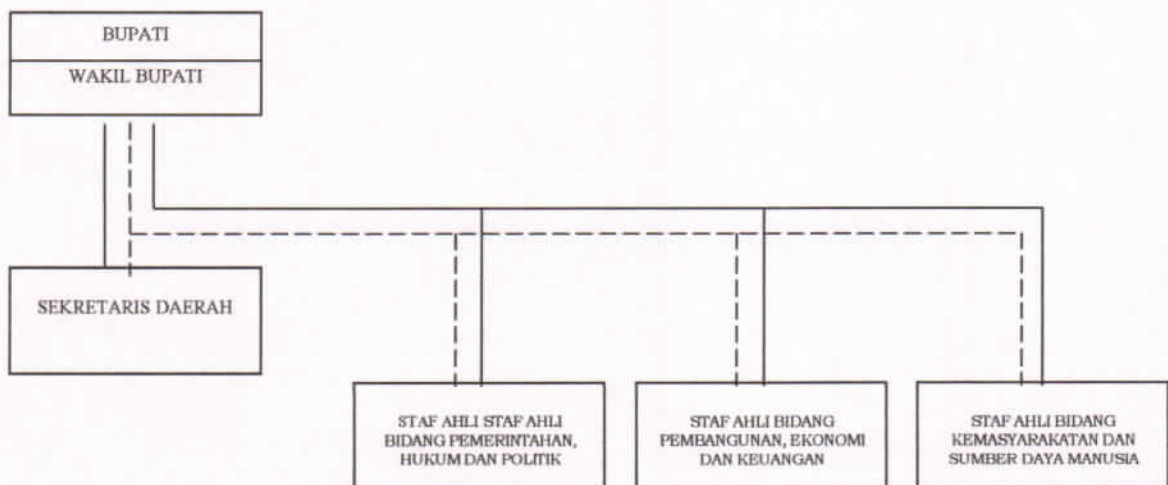 BUPATI
WAKIL BUPATI
SEKRETARIS DAERAH
STAF AHLI STAF AHLI
BIDANG PEMERINTAHAN,
HUKUM DAN POLITIK
STAF AHLI BIDANG
PEMBANGUNAN, EKONOMI
DAN KEUANGAN
STAF AHLI BIDANG
KEMASYARAKATAN DAN
SUMBER DAYA MANUSIA